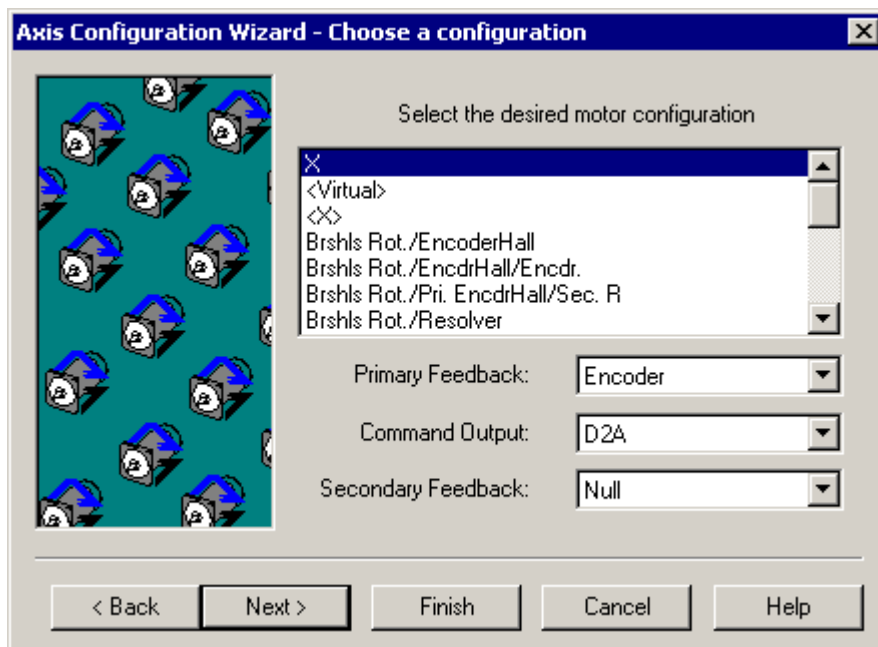 Axis Configuration Wizard - Choose a configuration
Select the desired motor configuration
X
<Virtual>
<X>
Brshls Rot./EncoderHall
Brshls Rot./EncdrHall/Encdr.
Brshls Rot./Pri. EncdrHall/Sec. R
Brshls Rot./Resolver
Primary Feedback: Encoder
Command Output: D2A
Secondary Feedback: Null
< Back Next > Finish Cancel Help